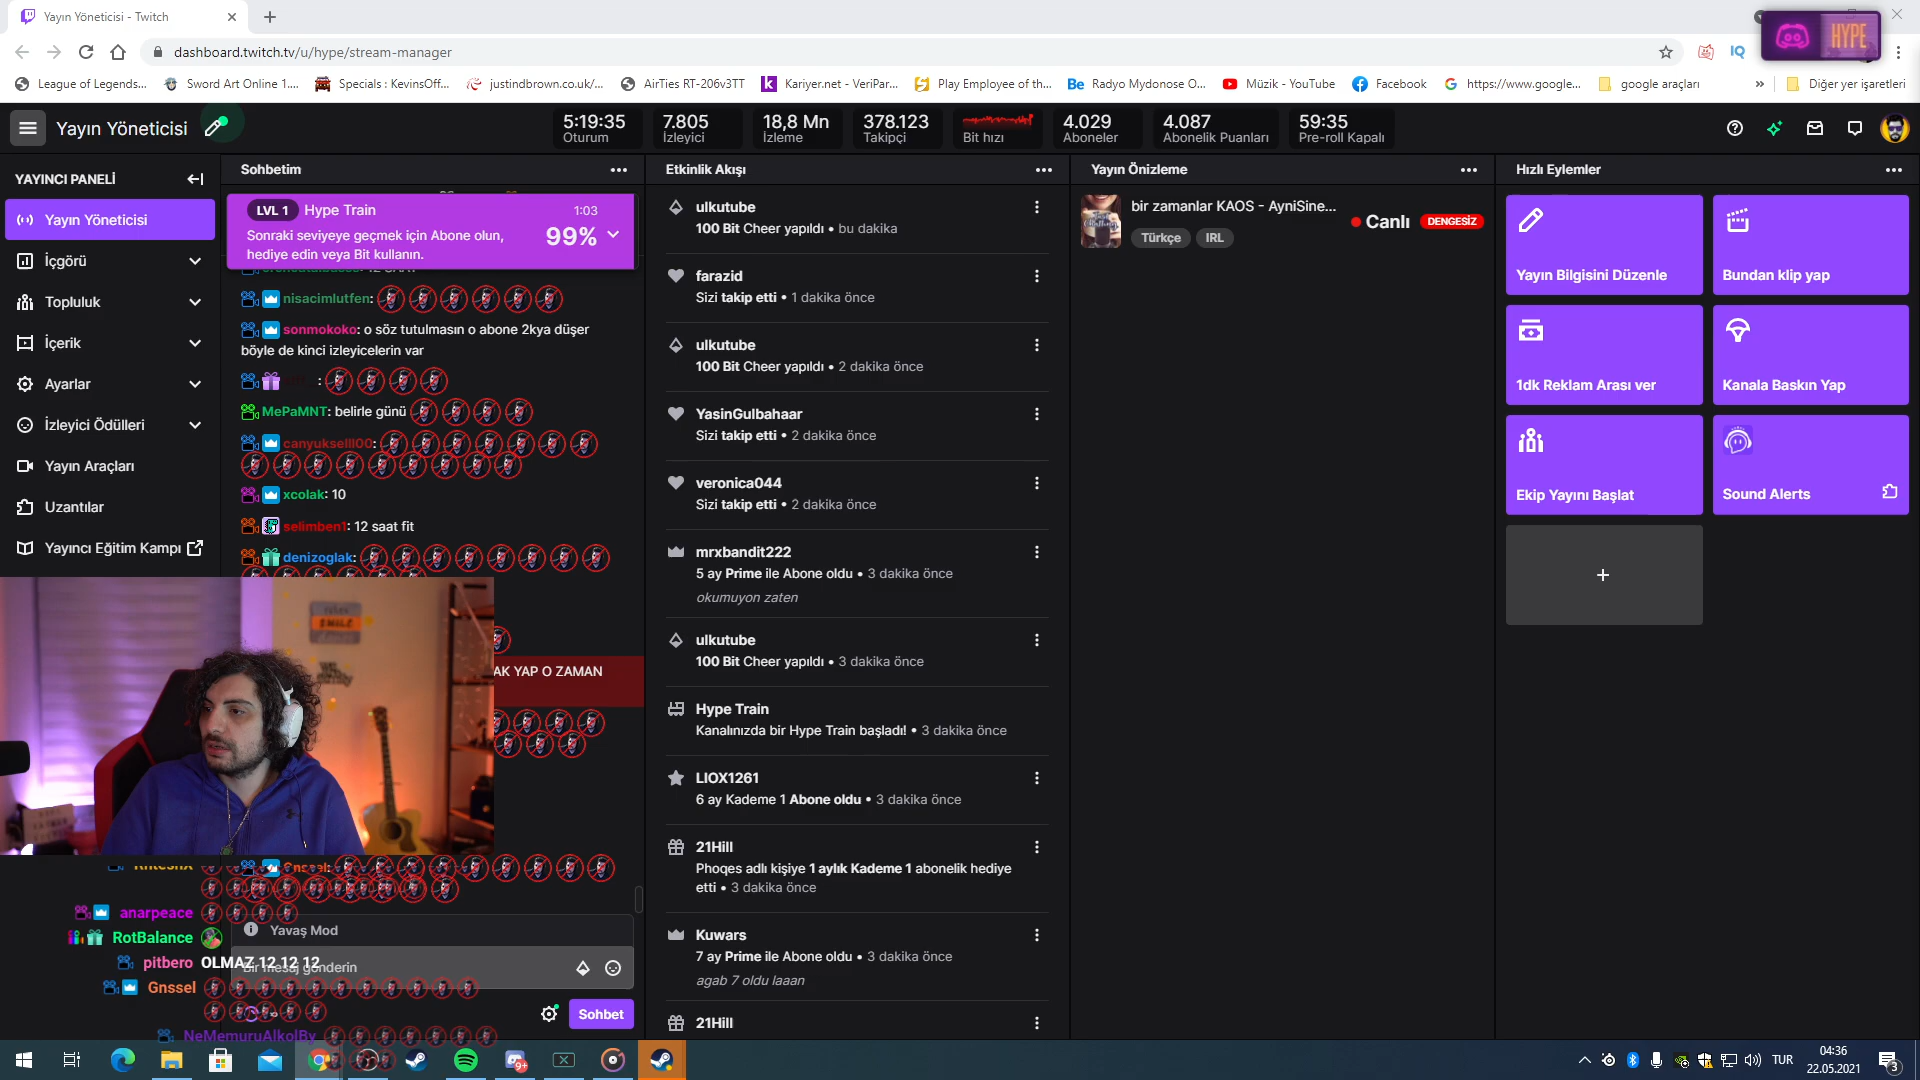 Yayın Yöneticisi - Twitch
dashboard.twitch.tv/u/hype/stream-manager
HYPE
League of Legends...
Sword Art Online 1....
Specials : KevinsOff...
justindbrown.co.uk/...
AirTies RT-206v3TT
Kariyer.net - VeriPar...
Play Employee of th...
Radyo Mydonose O...
Müzik - YouTube
Facebook
https://www.google...
google araçları
Diğer yer işaretleri
Yayın Yöneticisi
5:19:35
Oturum
7.805
İzleyici
18,8 Mn
İzleme
378.123
Takipçi
Bit hızı
4.029
Aboneler
4.087
Abonelik Puanları
59:35
Pre-roll Kapalı
YAYINCI PANELİ
Yayın Yöneticisi
İçgörü
Topluluk
İçerik
Ayarlar
İzleyici Ödülleri
Yayın Araçları
Uzantılar
Yayıncı Eğitim Kampı
Sohbetim
LVL 1 Hype Train 1:03
Sonraki seviyeye geçmek için Abone olun,
hediye edin veya Bit kullanın.
99%
nisacimlutfen:
sonmokoko: o söz tutulmasın o abone 2kya düşer
böyle de kinci izleyicelerin var
MePaMNT: belirle günü
canyukselll00:
xcolak: 10
selimben1: 12 saat fit
denizoglak:
AK YAP O ZAMAN
SMILE
Gnssel:
anarpeace
RotBalance
pitbero OLMAZ 12 12 12
Gnssel
NeMemuruAlkolBy
Yavaş Mod
Bir mesaj gönderin
Sohbet
Etkinlik Akışı
ulkutube
100 Bit Cheer yapıldı • bu dakika
farazid
Sizi takip etti • 1 dakika önce
ulkutube
100 Bit Cheer yapıldı • 2 dakika önce
YasinGulbahaar
Sizi takip etti • 2 dakika önce
veronica044
Sizi takip etti • 2 dakika önce
mrxbandit222
5 ay Prime ile Abone oldu • 3 dakika önce
okumuyon zaten
ulkutube
100 Bit Cheer yapıldı • 3 dakika önce
Hype Train
Kanalınızda bir Hype Train başladı! • 3 dakika önce
LIOX1261
6 ay Kademe 1 Abone oldu • 3 dakika önce
21Hill
Phoqes adlı kişiye 1 aylık Kademe 1 abonelik hediye
etti • 3 dakika önce
Kuwars
7 ay Prime ile Abone oldu • 3 dakika önce
agab 7 oldu laaan
21Hill
Yayın Önizleme
bir zamanlar KAOS - AyniSine...
Türkçe
IRL
Canlı
DENGESİZ
Hızlı Eylemler
Yayın Bilgisini Düzenle
Bundan klip yap
1dk Reklam Arası ver
Kanala Baskın Yap
Ekip Yayını Başlat
Sound Alerts
9+
TUR
04:36
22.05.2021
3